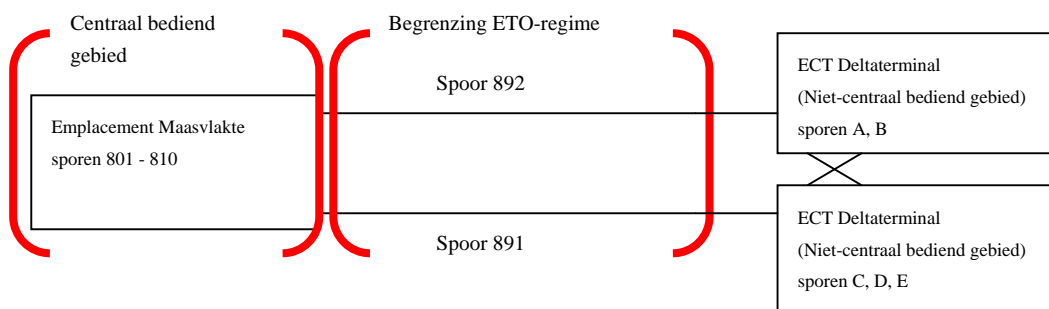 Centraal bediend
gebied
Begrenzing ETO-regime
Spoor 892
Emplacement Maasvlakte
sporen 801 - 810
Spoor 891
ECT Deltaterminal
(Niet-centraal bediend gebied)
sporen A, B
ECT Deltaterminal
(Niet-centraal bediend gebied)
sporen C, D, E